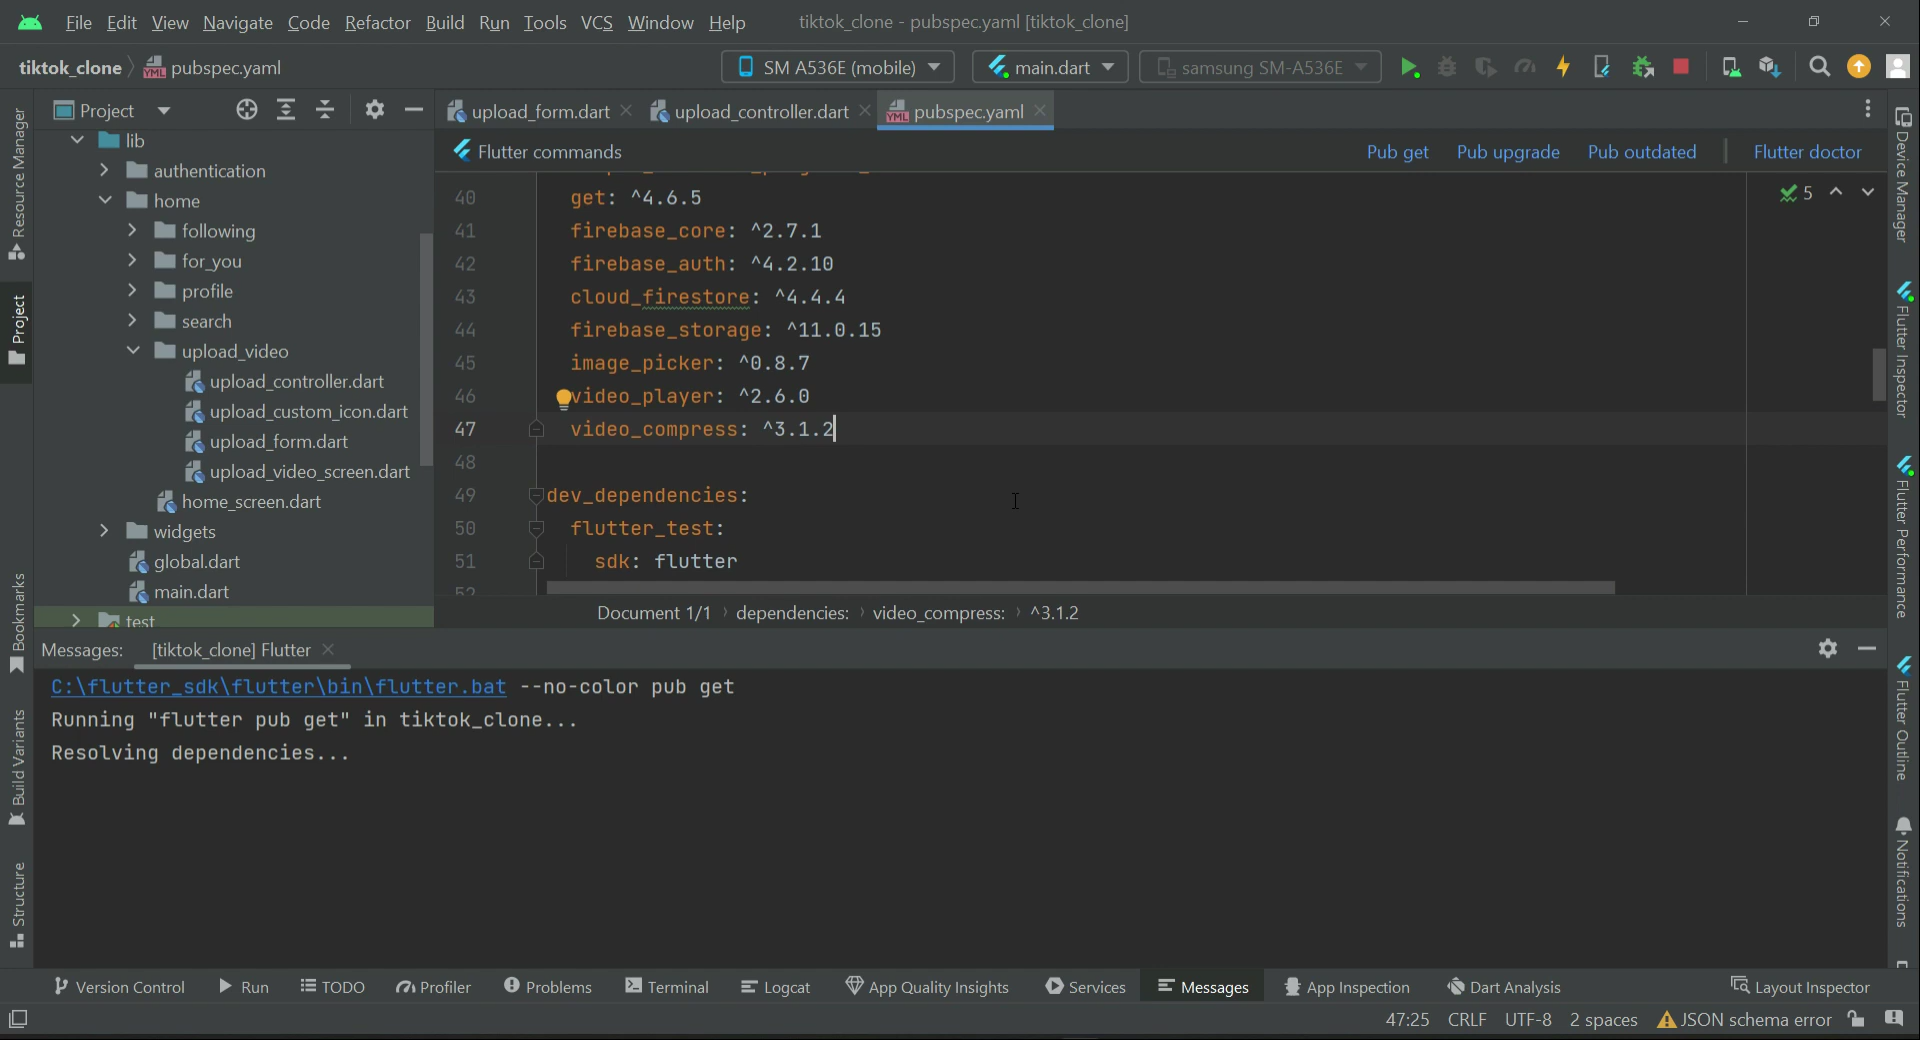 File Edit View Navigate Code Refactor Build Run Tools VCS Window Help tiktok_clone - pubspec.yaml [tiktok_clone]
tiktok_clone pubspec.yaml SM A536E (mobile) main.dart samsung SM-A536E
Project
upload_form.dart upload_controller.dart pubspec.yaml
Flutter commands Pub get Pub upgrade Pub outdated Flutter doctor
lib
authentication
home
following
for_you
profile
search
upload_video
upload_controller.dart
upload_custom_icon.dart
upload_form.dart
upload_video_screen.dart
home_screen.dart
widgets
global.dart
main.dart
test
40 get: ^4.6.5
41 firebase_core: ^2.7.1
42 firebase_auth: ^4.2.10
43 cloud_firestore: ^4.4.4
44 firebase_storage: ^11.0.15
45 image_picker: ^0.8.7
46 video_player: ^2.6.0
47 video_compress: ^3.1.2
48
49 dev_dependencies:
50 flutter_test:
51 sdk: flutter
52
5
Document 1/1 dependencies: video_compress: ^3.1.2
Messages: [tiktok_clone] Flutter
C:\flutter_sdk\flutter\bin\flutter.bat --no-color pub get
Running "flutter pub get" in tiktok_clone...
Resolving dependencies...
Resource Manager
Project
Bookmarks
Build Variants
Structure
Device Manager
Flutter Inspector
Flutter Performance
Flutter Outline
Notifications
Version Control Run TODO Profiler Problems Terminal Logcat App Quality Insights Services Messages App Inspection Dart Analysis Layout Inspector
47:25 CRLF UTF-8 2 spaces JSON schema error